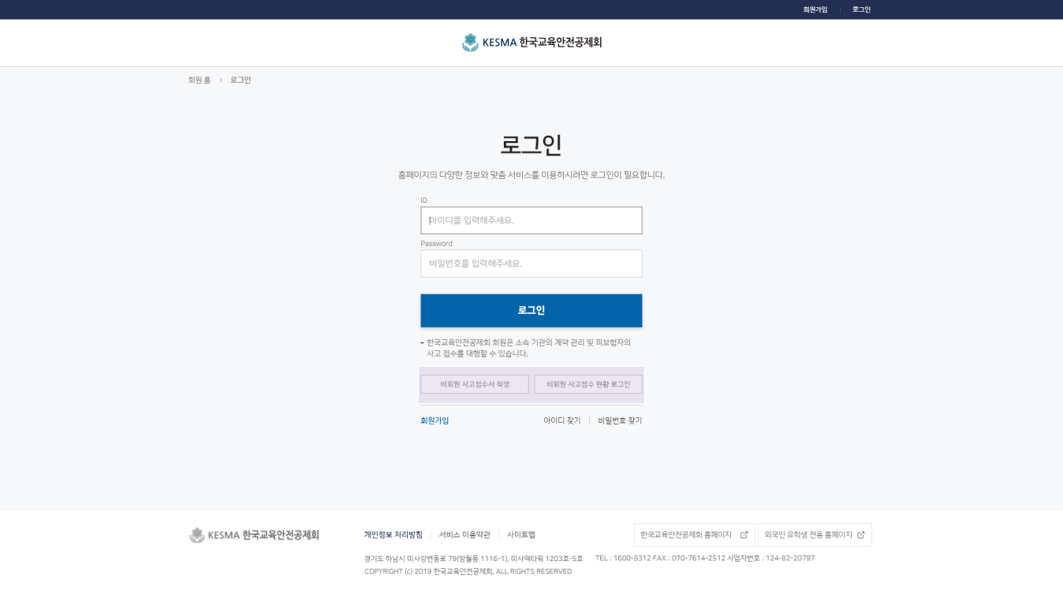 회원가입 로그인
KESMA 한국교육안전공제회
회원 홈 > 로그인
로그인
홈페이지의 다양한 정보와 맞춤 서비스를 이용하시려면 로그인이 필요합니다.
ID
아이디를 입력해주세요.
Password
비밀번호를 입력해주세요.
로그인
- 한국교육안전공제회 회원은 소속 기관의 계약 관리 및 피보험자의
사고 접수를 대행할 수 있습니다.
비회원 사고접수서 작성 비회원 사고접수 현황 로그인
회원가입 아이디 찾기 비밀번호 찾기
KESMA 한국교육안전공제회
개인정보 처리방침 서비스 이용약관 사이트맵
한국교육안전공제회 홈페이지 외국인 유학생 전용 홈페이지
경기도 하남시 미사강변동로 79(망월동 1116-1), 미사역타워 1203호-S호 TEL : 1600-5312 FAX : 070-7614-2512 사업자번호 : 124-82-20797
COPYRIGHT (c) 2019 한국교육안전공제회, ALL RIGHTS RESERVED